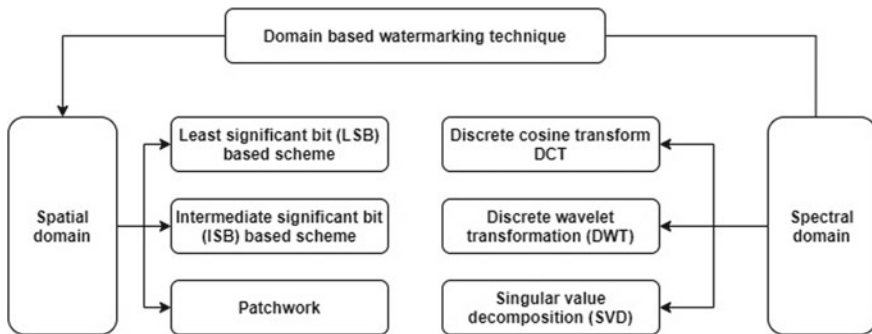 Domain based watermarking technique
Spatial
domain
Least significant bit (LSB)
based scheme
Intermediate significant bit
(ISB) based scheme
Patchwork
Discrete cosine transform
DCT
Discrete wavelet
transformation (DWT)
Singular value
decomposition (SVD)
Spectral
domain